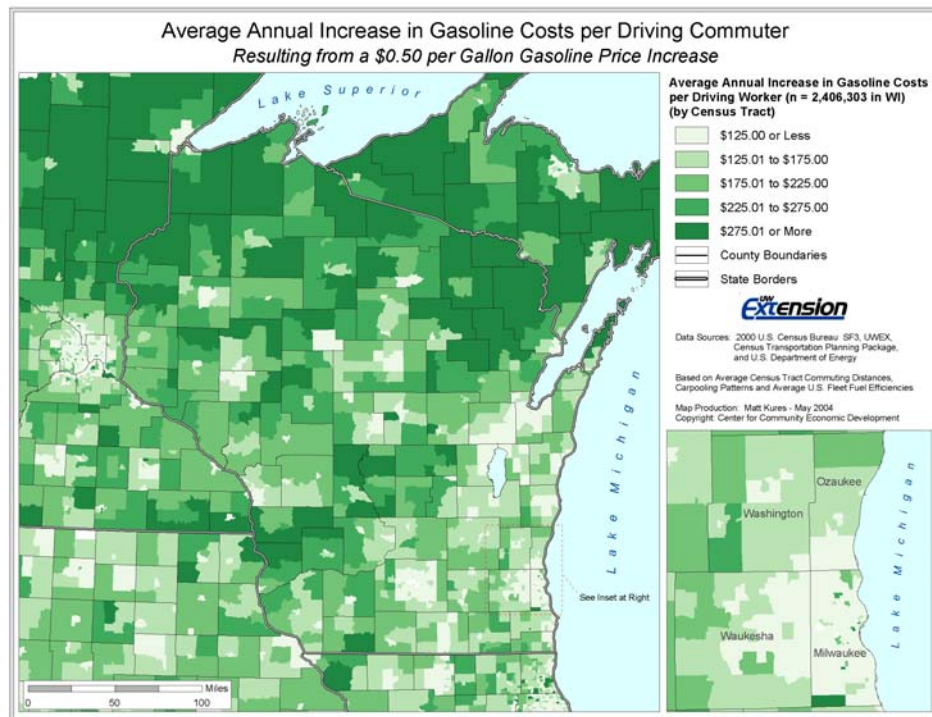 Average Annual Increase in Gasoline Costs per Driving Commuter
Resulting from a $0.50 per Gallon Gasoline Price Increase
Lake Superior
Lake Michigan
Average Annual Increase in Gasoline Costs
per Driving Worker (n = 2,406,303 in WI)
(by Census Tract)
$125.00 or Less
$125.01 to $175.00
$175.01 to $225.00
$225.01 to $275.00
$275.01 or More
County Boundaries
State Borders
UW
Extension
Data Sources: 2000 U.S. Census Bureau SF3, UWEX,
Census Transportation Planning Package,
and U.S. Department of Energy
Based on Average Census Tract Commuting Distances,
Carpooling Patterns and Average U.S. Fleet Fuel Efficiencies
Map Production: Matt Kures - May 2004
Copyright: Center for Community Economic Development
See Inset at Right
Miles
0 50 100
Ozaukee
Washington
Waukesha
Milwaukee
Lake Michigan